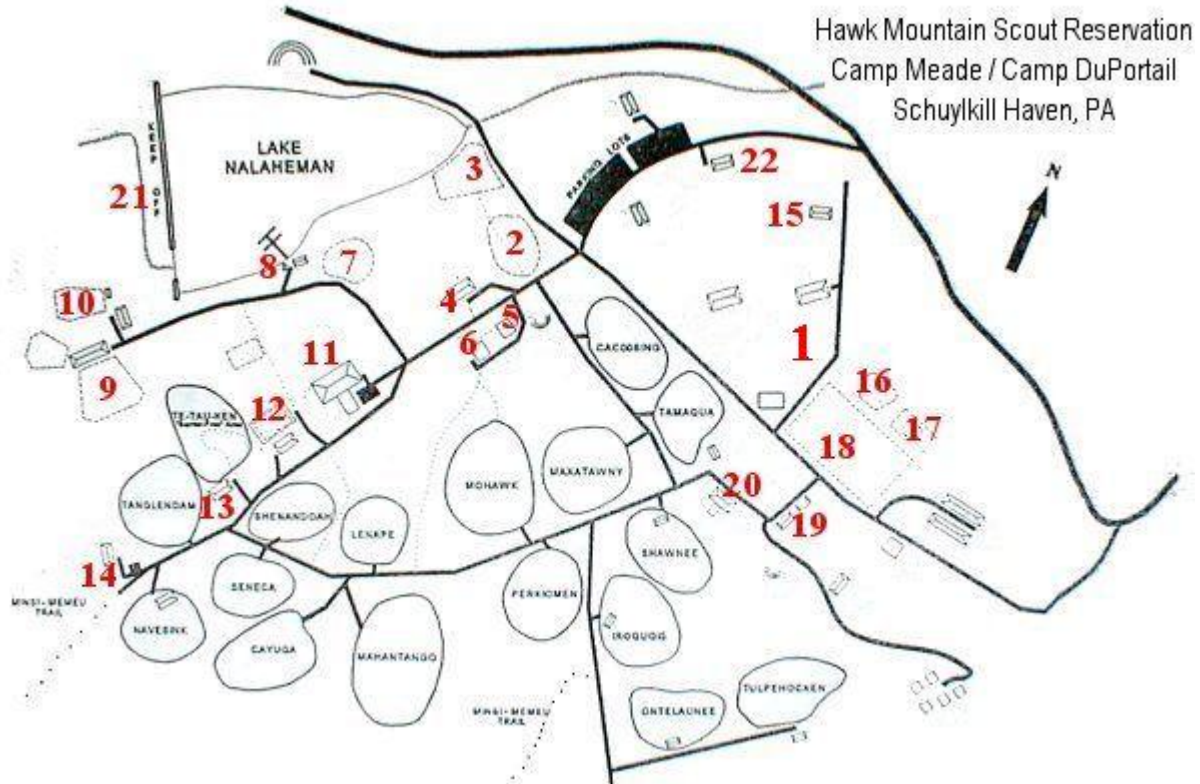 Hawk Mountain Scout Reservation
Camp Meade / Camp DuPortail
Schuylkill Haven, PA
N
KEEP OFF
LAKE
NALAHEMAN
PARKING LOTS
21
3
22
15
2
8
7
10
4
5
6
1
CACOOSING
11
9
12
16
17
TAMAQUA
18
TE-TAU-KEN
MOHAWK
MAXATAWNY
TANGLENDAM
13
SHENANDOAH
LENAPE
20
19
SHAWNEE
14
SENECA
PERKIOMEN
MINSI-MEMEU
TRAIL
NAVESINK
CAYUGA
MAHANTANGO
IROQUOIS
MINSI-MEMEU
TRAIL
ONTELAUNEE
TULPEHOCKEN